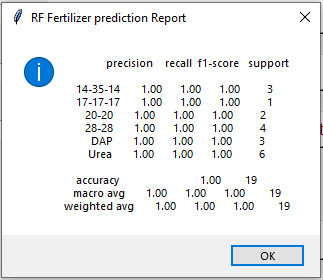 RF Fertilizer prediction Report
precision recall f1-score support
14-35-14 1.00 1.00 1.00 3
17-17-17 1.00 1.00 1.00 1
20-20 1.00 1.00 1.00 2
28-28 1.00 1.00 1.00 4
DAP 1.00 1.00 1.00 3
Urea 1.00 1.00 1.00 6
accuracy 1.00 19
macro avg 1.00 1.00 1.00 19
weighted avg 1.00 1.00 1.00 19
OK